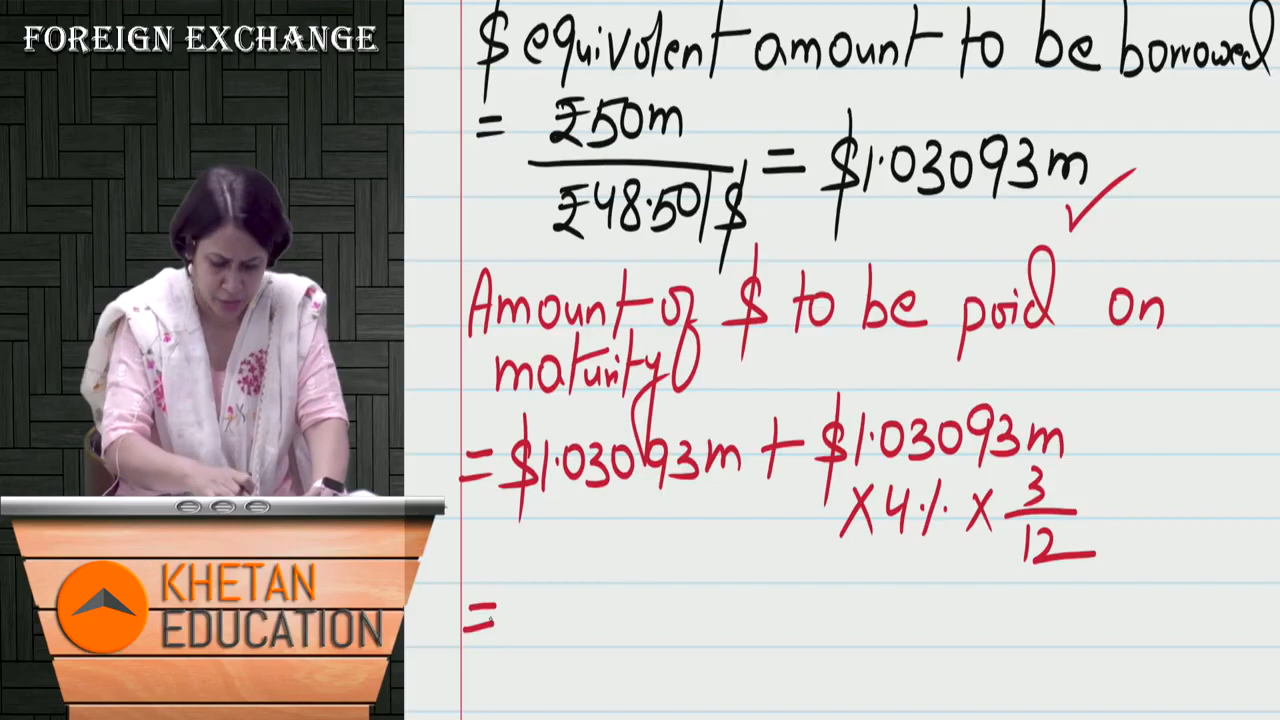 FOREIGN EXCHANGE
$ equivalent amount to be borrowed
= ₹50m / ₹48.50/$ = $1.03093m ✓
Amount of $ to be paid on
maturity
= $1.03093m + $1.03093m
x 4% x 3/12
=
KHETAN
EDUCATION